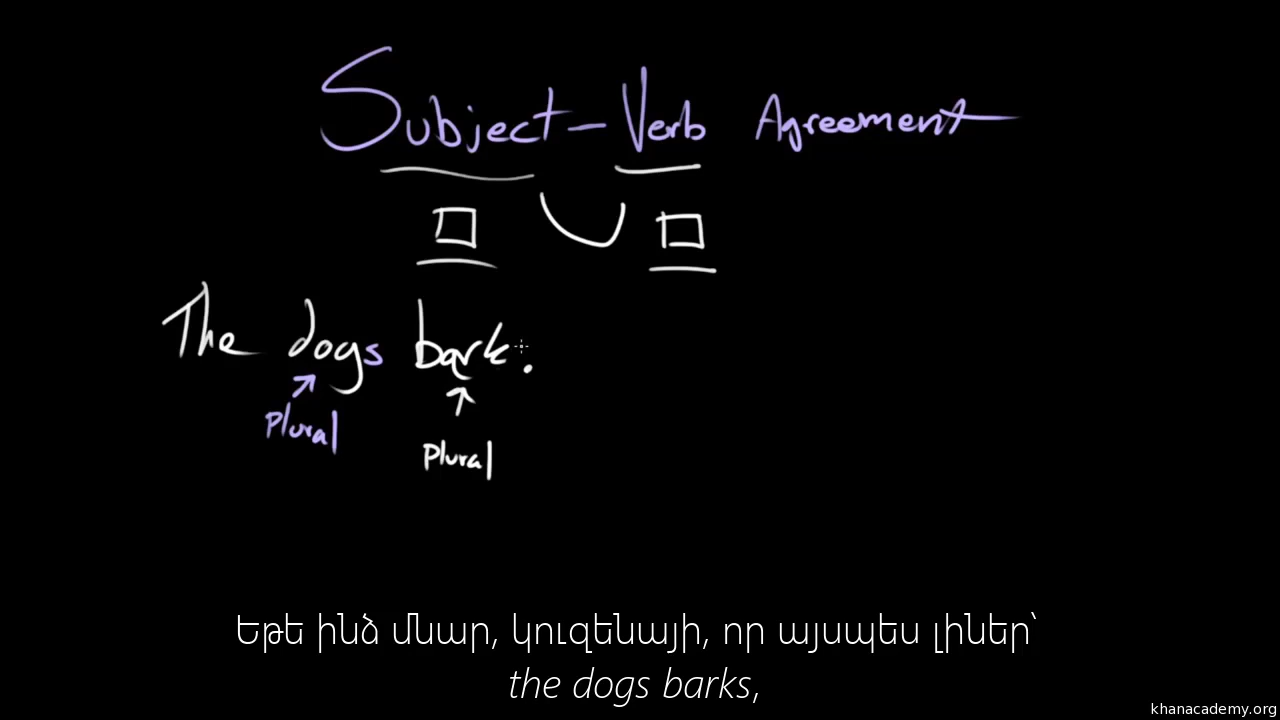 Subject-Verb Agreement
The dogs bark.
Plural
Plural
Եթե ինձ մնար, կուզենայի, որ այսպես լիներ՝
the dogs barks,
khanacademy.org